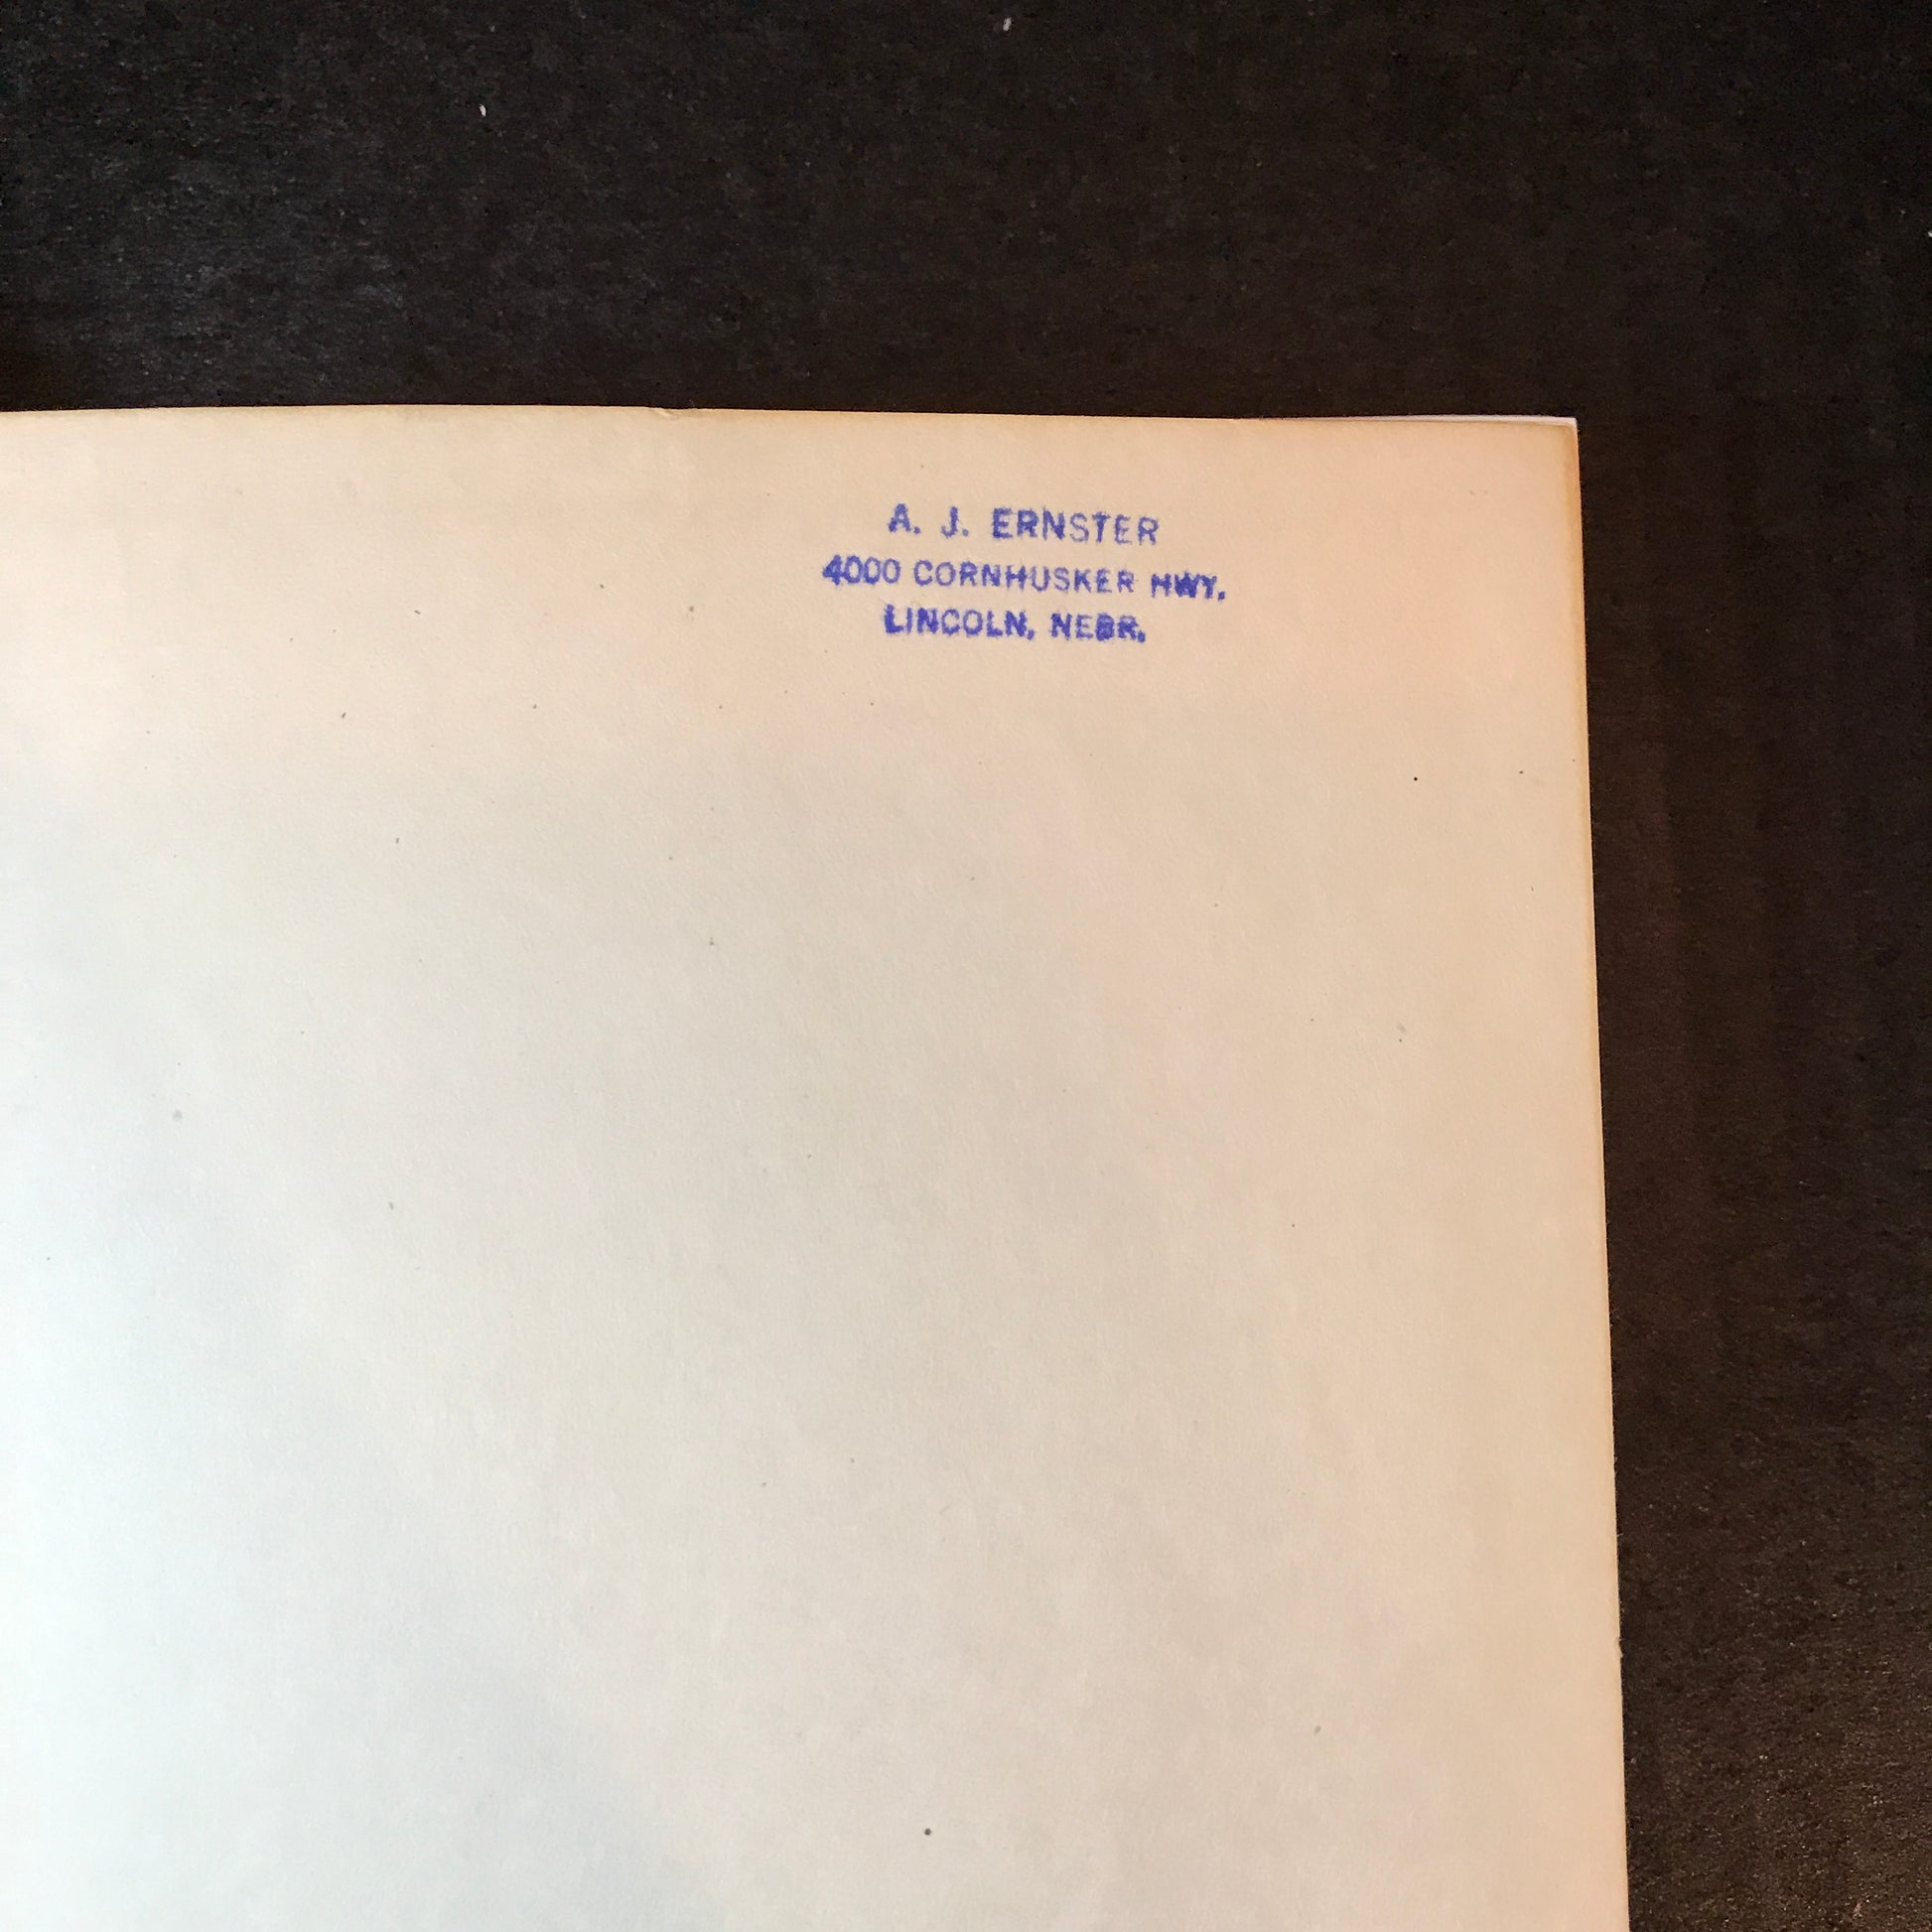 A. J. ERNSTER
4000 CORNHUSKER HWY.
LINCOLN, NEBR.